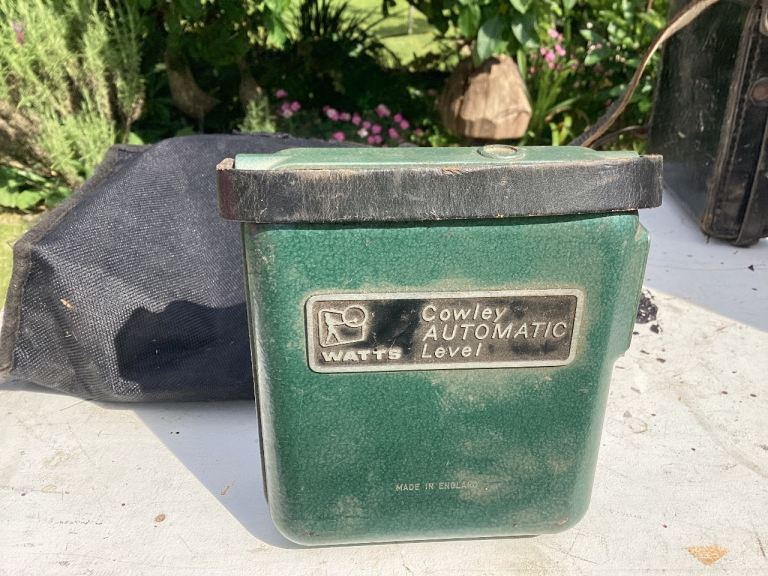 WATTS
Cowley
AUTOMATIC
Level
MADE IN ENGLAND